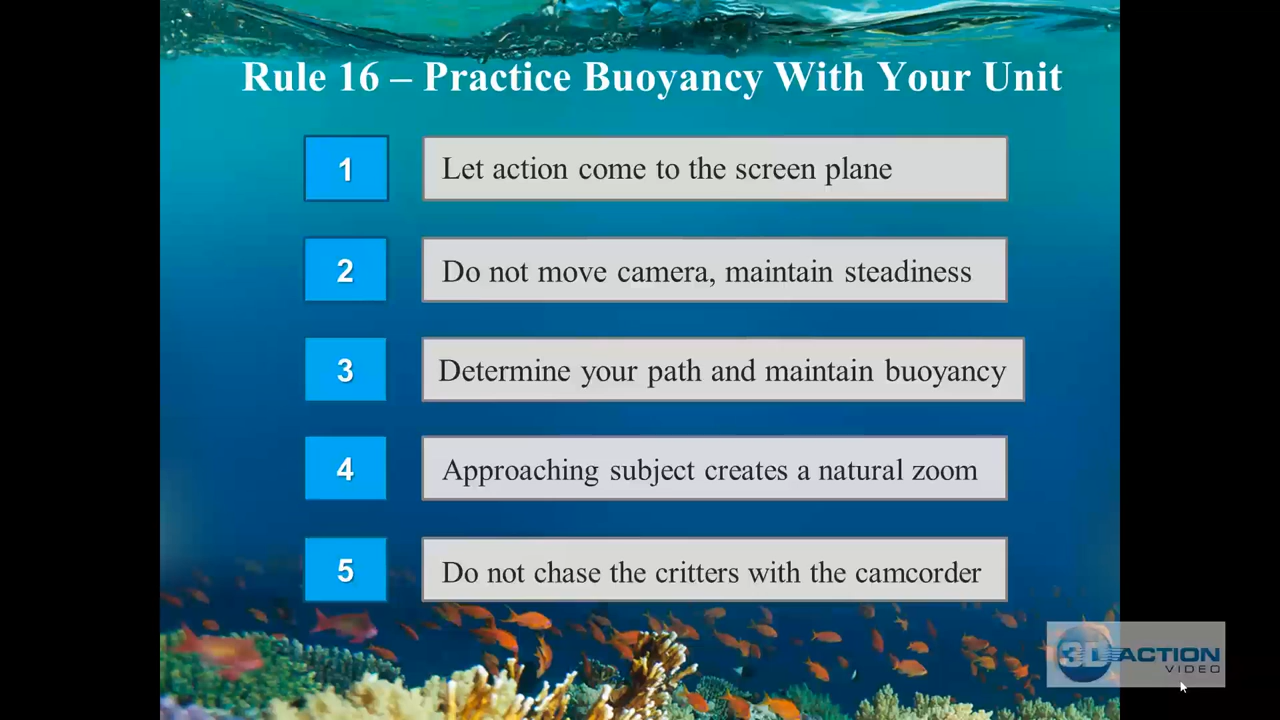 Rule 16 – Practice Buoyancy With Your Unit
1
Let action come to the screen plane
2
Do not move camera, maintain steadiness
3
Determine your path and maintain buoyancy
4
Approaching subject creates a natural zoom
5
Do not chase the critters with the camcorder
3D ACTION
VIDEO